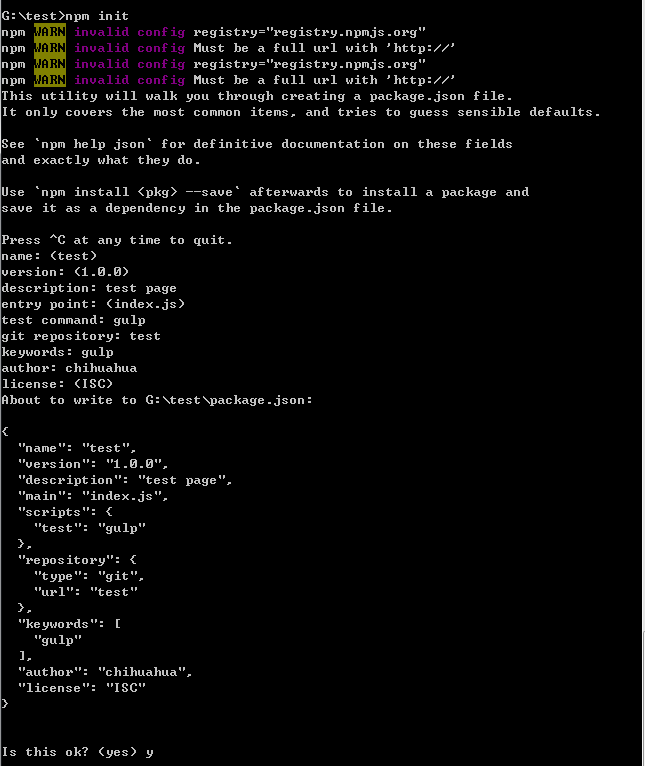 G:\test>npm init
npm WARN invalid config registry="registry.npmjs.org"
npm WARN invalid config Must be a full url with 'http://'
npm WARN invalid config registry="registry.npmjs.org"
npm WARN invalid config Must be a full url with 'http://'
This utility will walk you through creating a package.json file.
It only covers the most common items, and tries to guess sensible defaults.

See `npm help json` for definitive documentation on these fields
and exactly what they do.

Use `npm install <pkg> --save` afterwards to install a package and
save it as a dependency in the package.json file.

Press ^C at any time to quit.
name: (test)
version: (1.0.0)
description: test page
entry point: (index.js)
test command: gulp
git repository: test
keywords: gulp
author: chihuahua
license: (ISC)
About to write to G:\test\package.json:

{
  "name": "test",
  "version": "1.0.0",
  "description": "test page",
  "main": "index.js",
  "scripts": {
    "test": "gulp"
  },
  "repository": {
    "type": "git",
    "url": "test"
  },
  "keywords": [
    "gulp"
  ],
  "author": "chihuahua",
  "license": "ISC"
}

Is this ok? (yes) y